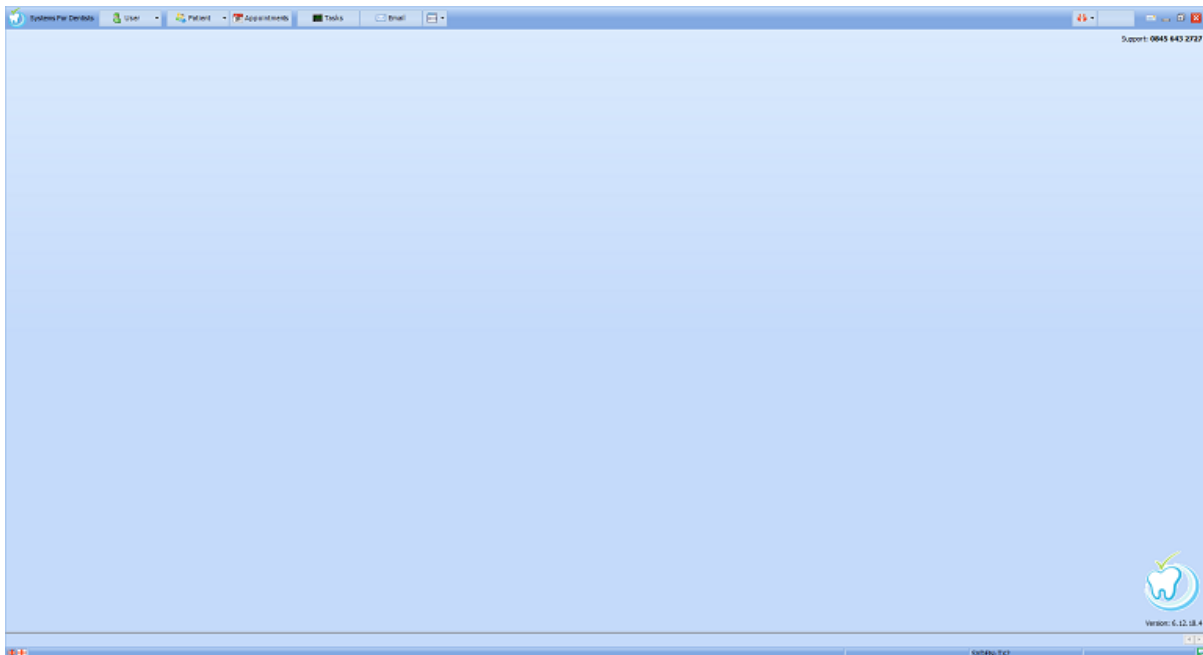 Systems For Dentists User Patient Appointments Tasks Email
Support: 0845 643 2727
Version: 6.12.18.4